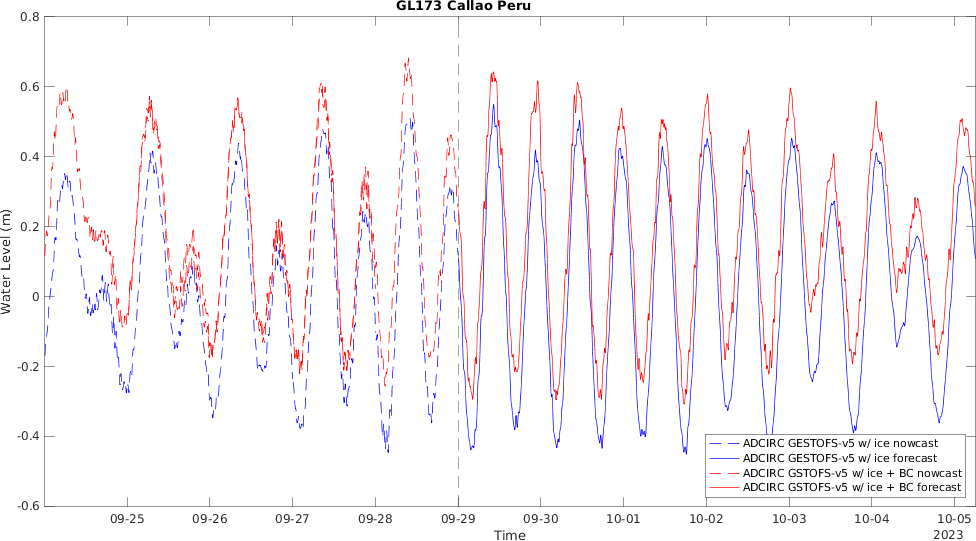 GL173 Callao Peru
0.8
0.6
0.4
0.2
0
-0.2
-0.4
-0.6
Water Level (m)
ADCIRC GESTOFS-v5 w/ ice nowcast
ADCIRC GESTOFS-v5 w/ ice forecast
ADCIRC GSTOFS-v5 w/ ice + BC nowcast
ADCIRC GSTOFS-v5 w/ ice + BC forecast
09-25 09-26 09-27 09-28 09-29 09-30 10-01 10-02 10-03 10-04 10-05
Time
2023